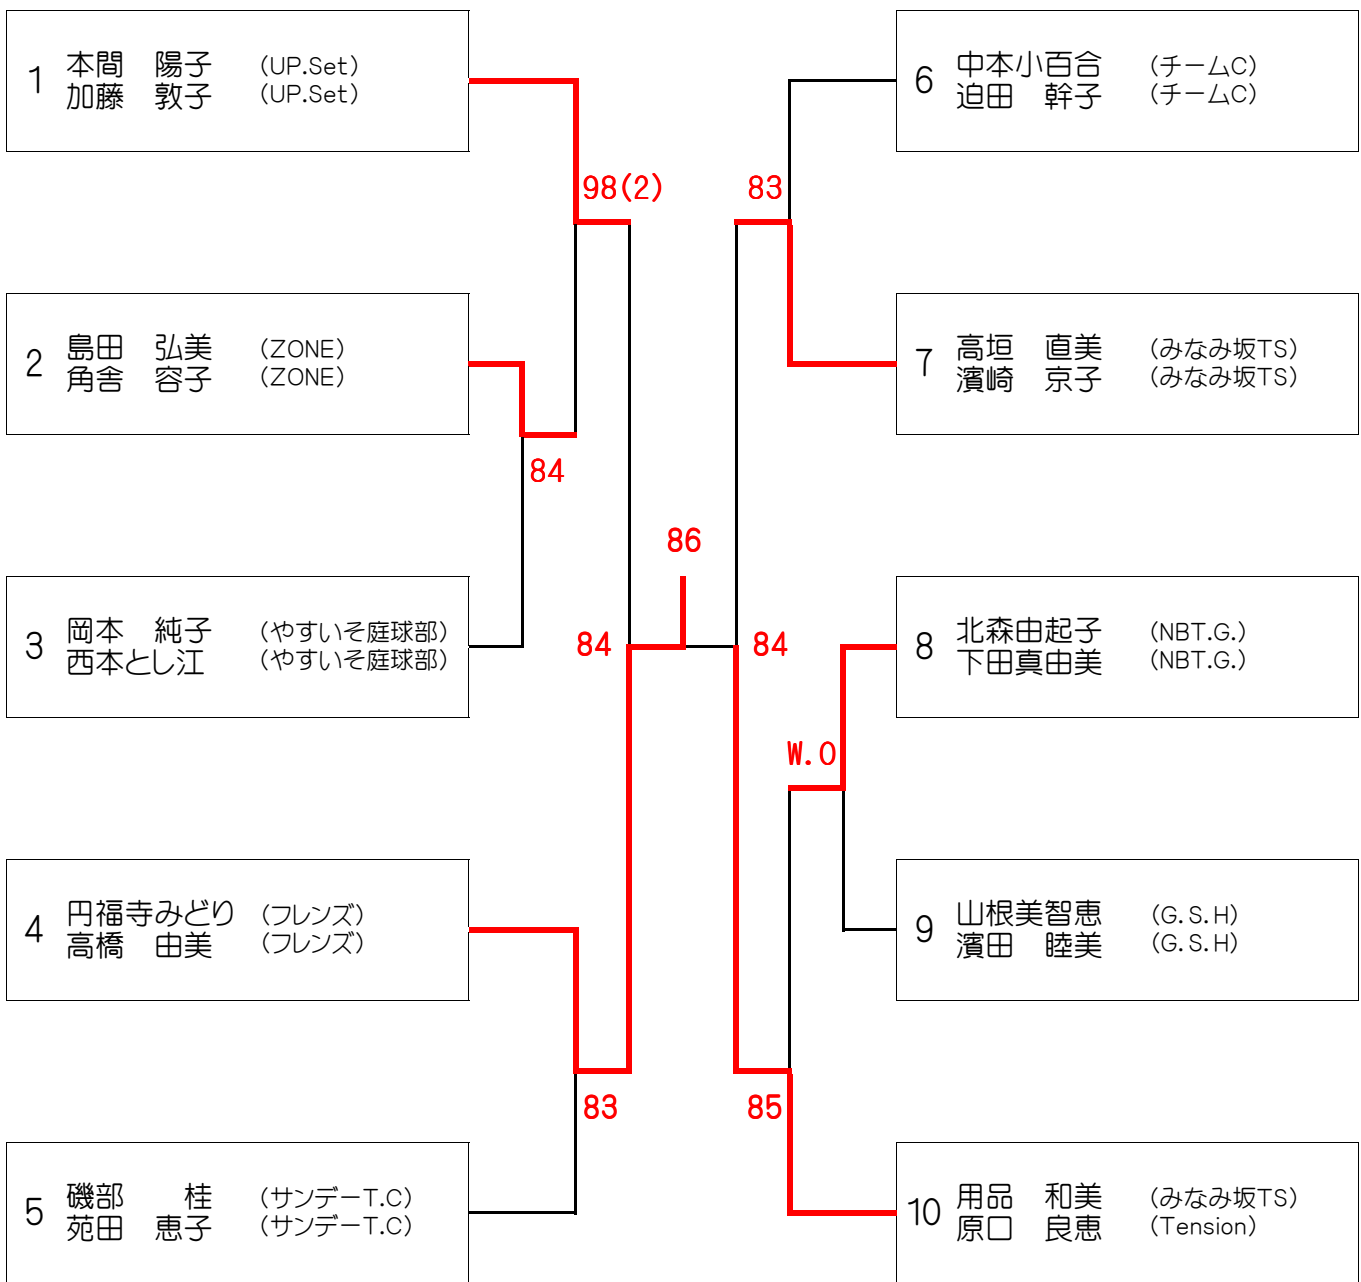 1 本間　陽子 (UP.Set)
加藤　敦子 (UP.Set)
2 島田　弘美 (ZONE)
角舎　容子 (ZONE)
3 岡本　純子 (やすいそ庭球部)
西本とし江 (やすいそ庭球部)
4 円福寺みどり (フレンズ)
高橋　由美 (フレンズ)
5 磯部　　桂 (サンデーT.C)
苑田　恵子 (サンデーT.C)
98(2)
84
84
83
86
83
84
W.O
85
6 中本小百合 (チームC)
迫田　幹子 (チームC)
7 高垣　直美 (みなみ坂TS)
濱崎　京子 (みなみ坂TS)
8 北森由起子 (NBT.G.)
下田真由美 (NBT.G.)
9 山根美智恵 (G.S.H)
濱田　睦美 (G.S.H)
10 用品　和美 (みなみ坂TS)
原口　良恵 (Tension)